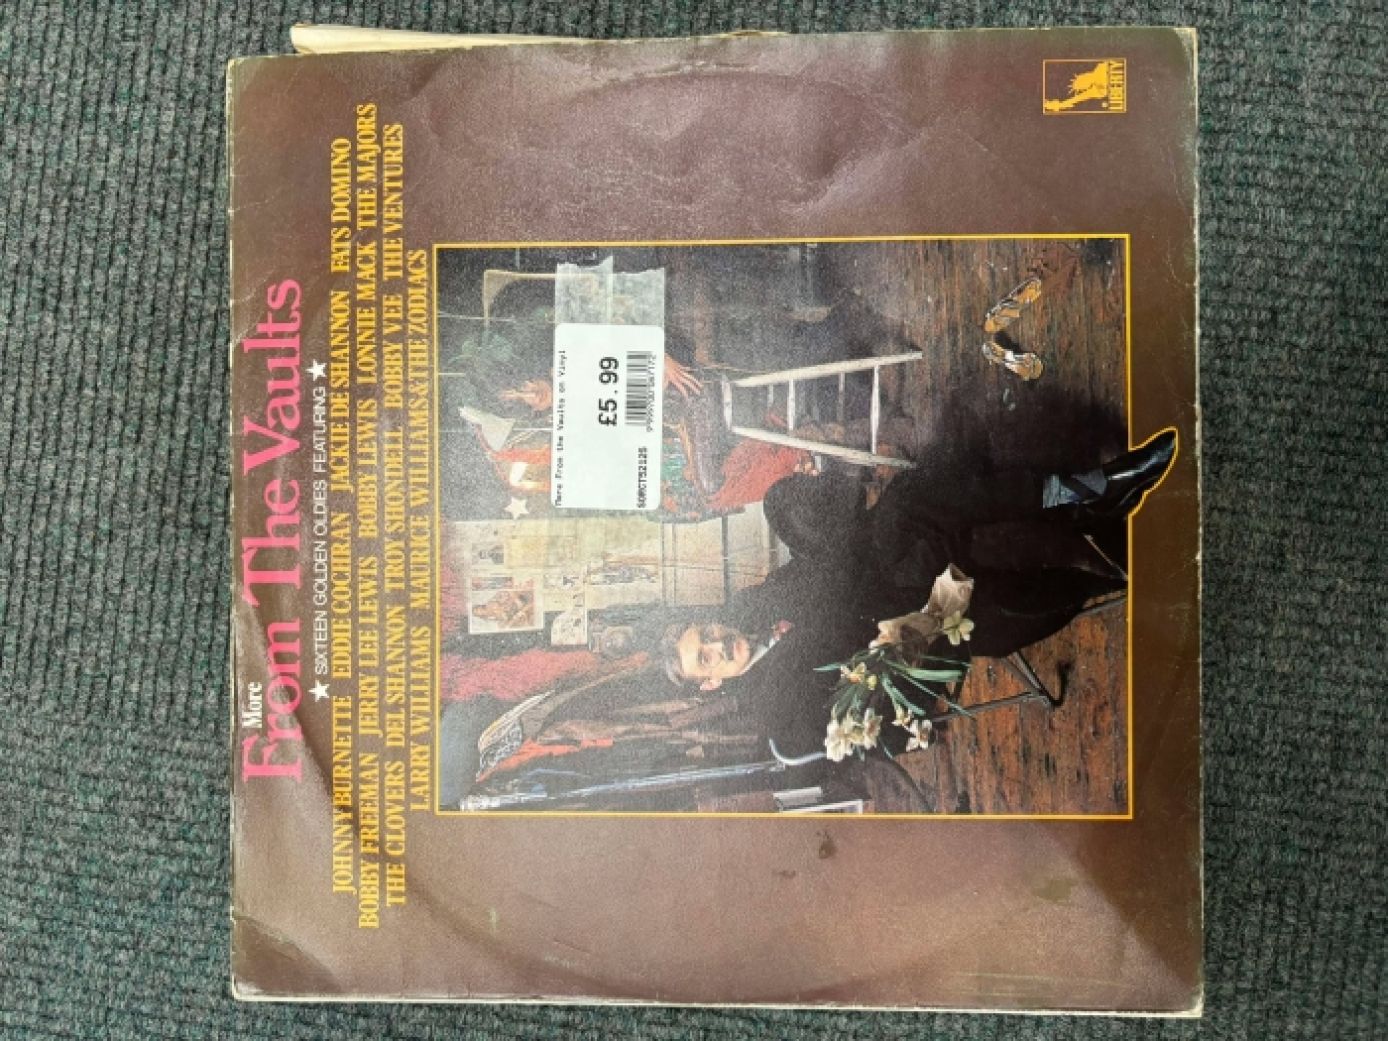 More
From The Vaults
★ SIXTEEN GOLDEN OLDIES FEATURING ★
JOHNNY BURNETTE EDDIE COCHRAN JACKIE DE SHANNON FATS DOMINO
BOBBY FREEMAN JERRY LEE LEWIS BOBBY LEWIS LONNIE MACK THE MAJORS
THE CLOVERS DEL SHANNON TROY SHONDELL BOBBY VEE THE VENTURES
LARRY WILLIAMS MAURICE WILLIAMS & THE ZODIACS
LIBERTY
More From the Vaults on Vinyl
£5.99